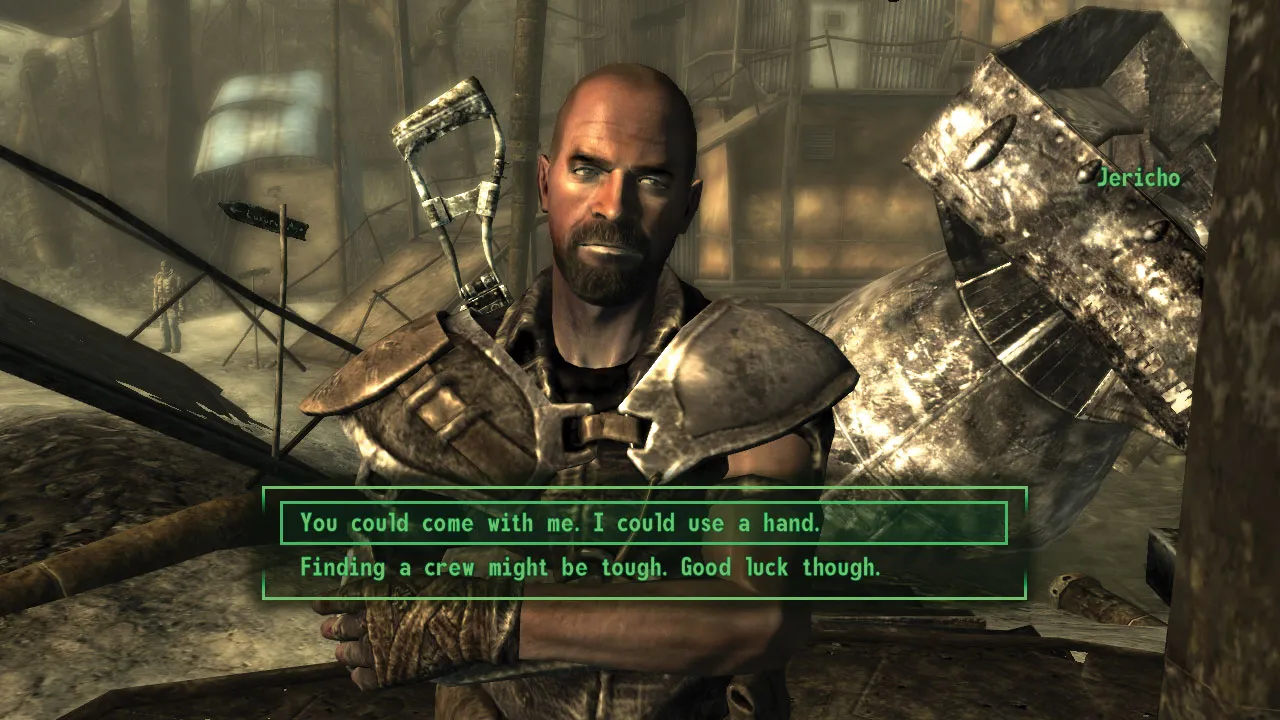 Jericho
You could come with me. I could use a hand.
Finding a crew might be tough. Good luck though.